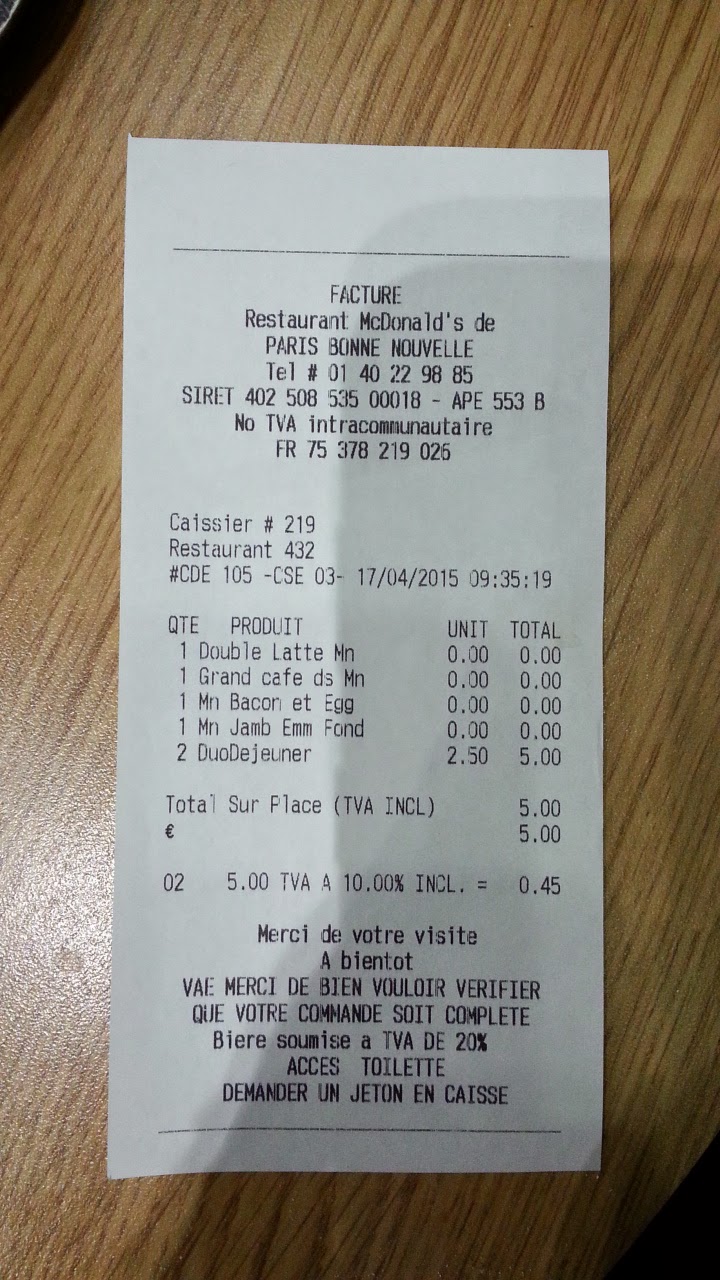 FACTURE
Restaurant McDonald's de
PARIS BONNE NOUVELLE
Tel # 01 40 22 98 85
SIRET 402 508 535 00018 - APE 553 B
No TVA intracommunautaire
FR 75 378 219 026
Caissier # 219
Restaurant 432
#CDE 105 -CSE 03- 17/04/2015 09:35:19
QTE PRODUIT UNIT TOTAL
1 Double Latte Mn 0.00 0.00
1 Grand cafe ds Mn 0.00 0.00
1 Mn Bacon et Egg 0.00 0.00
1 Mn Jamb Emm Fond 0.00 0.00
2 DuoDejeuner 2.50 5.00
Total Sur Place (TVA INCL) 5.00
€ 5.00
02 5.00 TVA A 10.00% INCL. = 0.45
Merci de votre visite
A bientot
VAE MERCI DE BIEN VOULOIR VERIFIER
QUE VOTRE COMMANDE SOIT COMPLETE
Biere soumise a TVA DE 20%
ACCES TOILETTE
DEMANDER UN JETON EN CAISSE